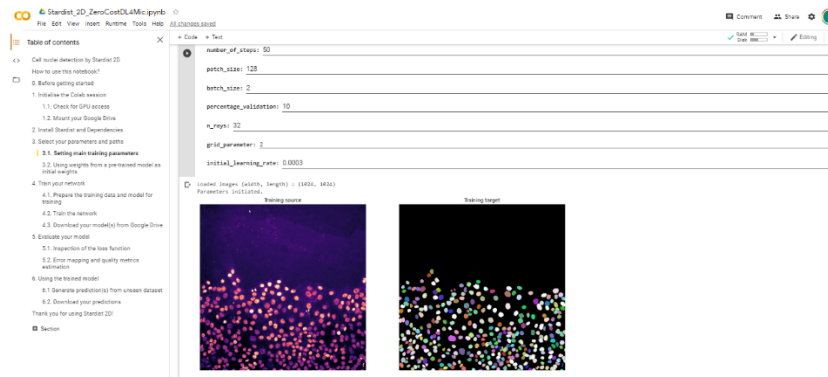 Stardist_2D_ZeroCostDL4Mic.ipynb
File Edit View Insert Runtime Tools Help All changes saved
Comment Share
Table of contents
+ Code + Text
RAM
Disk
Editing
Cell nuclei detection by Stardist 2D
How to use this notebook?
0. Before getting started
1. Initialise the Colab session
1.1. Check for GPU access
1.2. Mount your Google Drive
2. Install Stardist and Dependencies
3. Select your parameters and paths
3.1. Setting main training parameters
3.2. Using weights from a pre-trained model as
initial weights
4. Train your network
4.1. Prepare the training data and model for
training
4.2. Train the network
4.3. Download your model(s) from Google Drive
5. Evaluate your model
5.1. Inspection of the loss function
5.2. Error mapping and quality metrics
estimation
6. Using the trained model
6.1 Generate prediction(s) from unseen dataset
6.2. Download your predictions
Thank you for using Stardist 2D!
Section
number_of_steps: 50
patch_size: 128
batch_size: 2
percentage_validation: 10
n_rays: 32
grid_parameter: 2
initial_learning_rate: 0.0003
Loaded images (width, length) = (1024, 1024)
Parameters initiated.
Training source
Training target